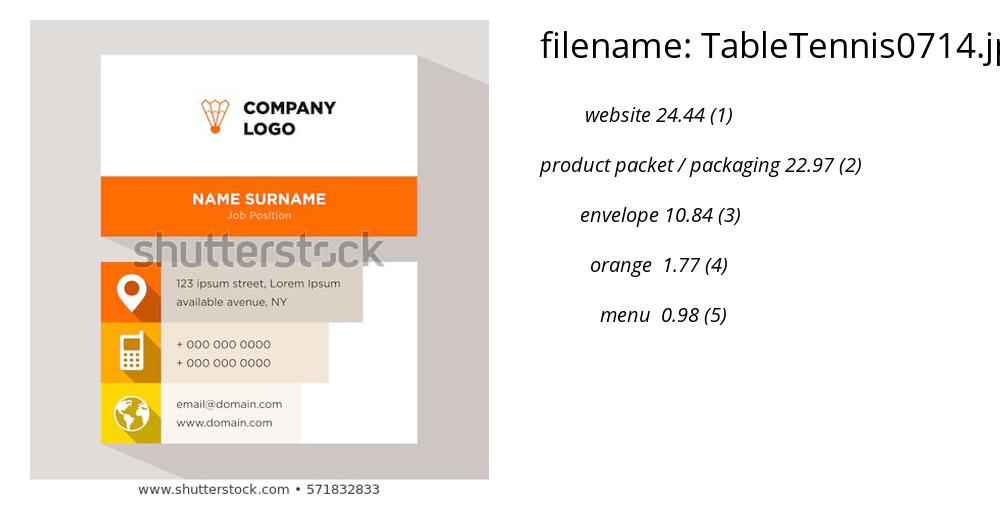 COMPANY
LOGO
NAME SURNAME
Job Position
shutterstock
123 ipsum street, Lorem Ipsum
available avenue, NY
+ 000 000 0000
+ 000 000 0000
email@domain.com
www.domain.com
www.shutterstock.com • 571832833
filename: TableTennis0714.j
website 24.44 (1)
product packet / packaging 22.97 (2)
envelope 10.84 (3)
orange 1.77 (4)
menu 0.98 (5)